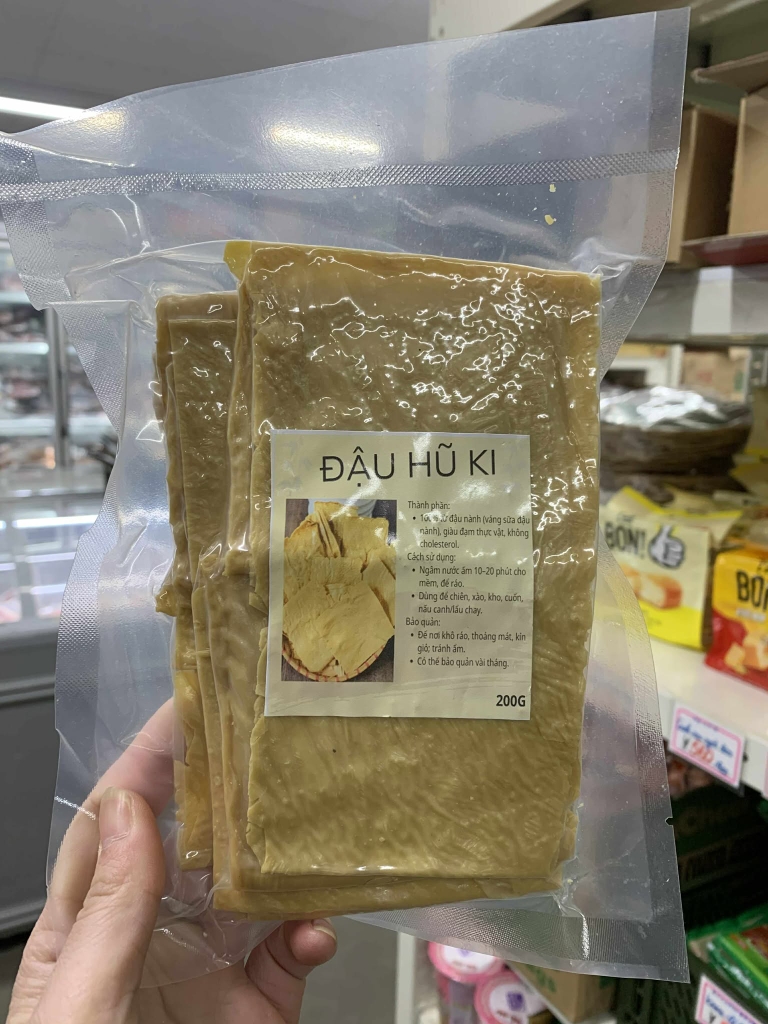 ĐẬU HŨ KI
Thành phần:
• từ đậu nành (váng sữa đậu
nành), giàu đạm thực vật, không
cholesterol.
Cách sử dụng:
• Ngâm nước ấm 10-20 phút cho
mềm, để ráo.
• Dùng để chiên, xào, kho, cuốn,
nấu canh/lẩu chay.
Bảo quản:
• Để nơi khô ráo, thoáng mát, kín
gió; tránh ẩm.
• Có thể bảo quản vài tháng.
200G
BON!
BON